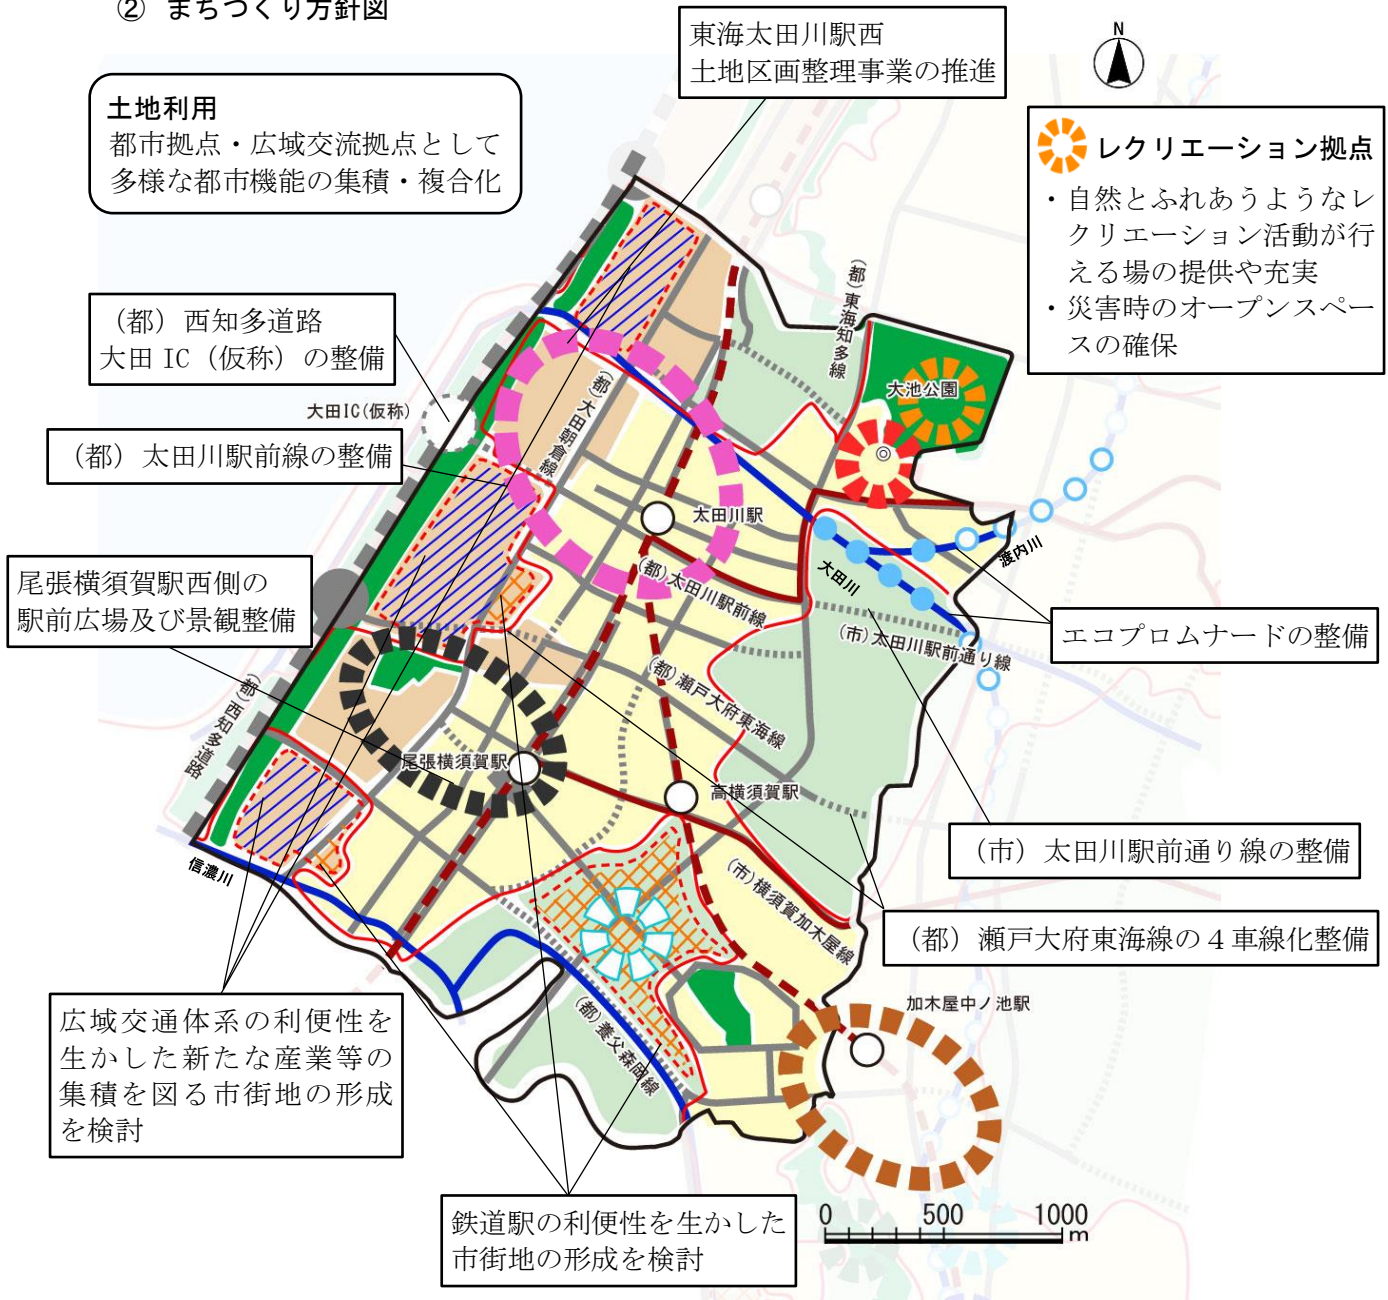 ② まちづくり方針図
東海太田川駅西
土地区画整理事業の推進
N
土地利用
都市拠点・広域交流拠点として
多様な都市機能の集積・複合化
レクリエーション拠点
・自然とふれあうようなレ
クリエーション活動が行
える場の提供や充実
・災害時のオープンスペー
スの確保
(都)西知多道路
大田 IC(仮称)の整備
大田IC(仮称)
(都)太田川駅前線の整備
(都)東海知多線
大池公園
(都)大田朝倉線
太田川駅
渡内川
大田川
(都)太田川駅前線
(市)太田川駅前通り線
エコプロムナードの整備
尾張横須賀駅西側の
駅前広場及び景観整備
(都)瀬戸大府東海線
(都)西知多道路
尾張横須賀駅
高横須賀駅
(市)太田川駅前通り線の整備
信濃川
(市)横須賀加木屋線
(都)瀬戸大府東海線の4車線化整備
広域交通体系の利便性を
生かした新たな産業等の
集積を図る市街地の形成
を検討
(都)養父森岡線
加木屋中ノ池駅
鉄道駅の利便性を生かした
市街地の形成を検討
0 500 1000
m